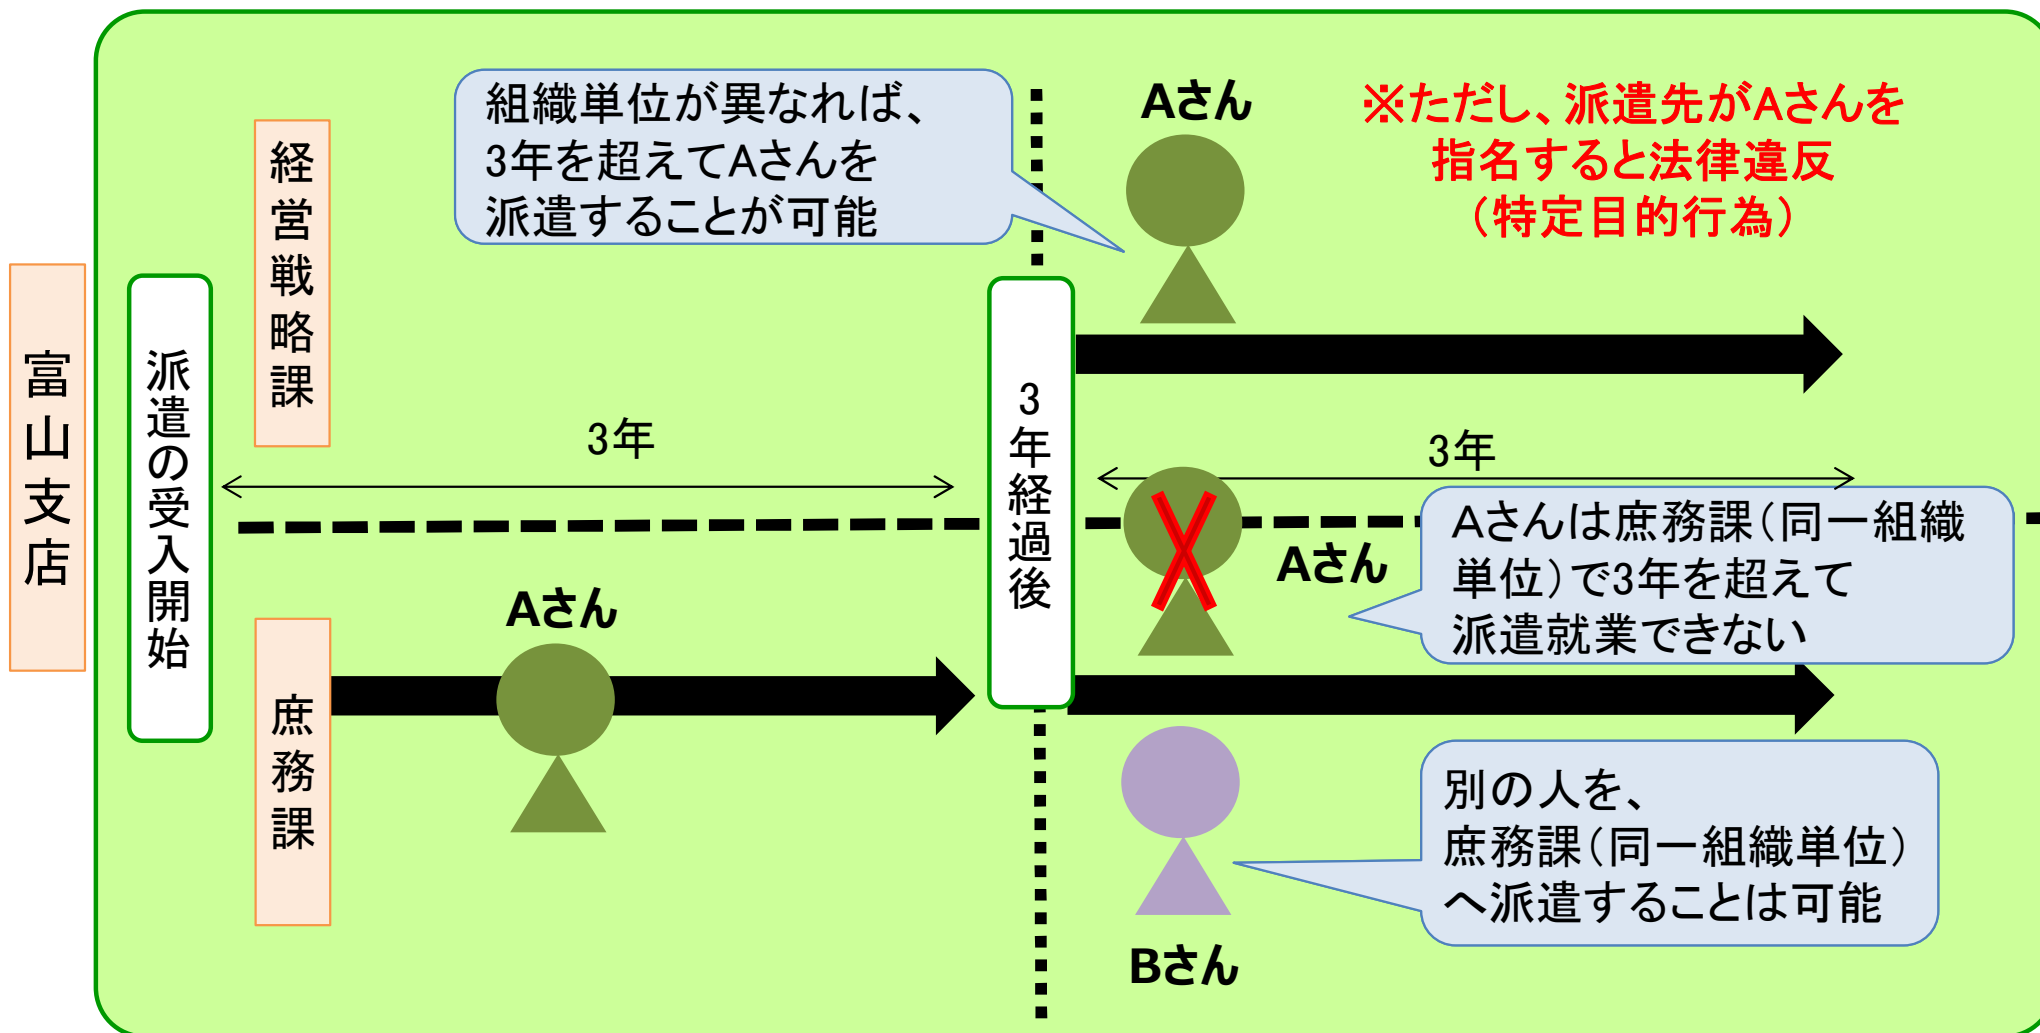 富山支店
派遣の受入開始
経営戦略課
組織単位が異なれば、
3年を超えてAさんを
派遣することが可能
Aさん
※ただし、派遣先がAさんを
指名すると法律違反
（特定目的行為）
3年
3年経過後
3年
Aさん
Aさんは庶務課（同一組織
単位）で3年を超えて
派遣就業できない
庶務課
Aさん
別の人を、
庶務課（同一組織単位）
へ派遣することは可能
Bさん